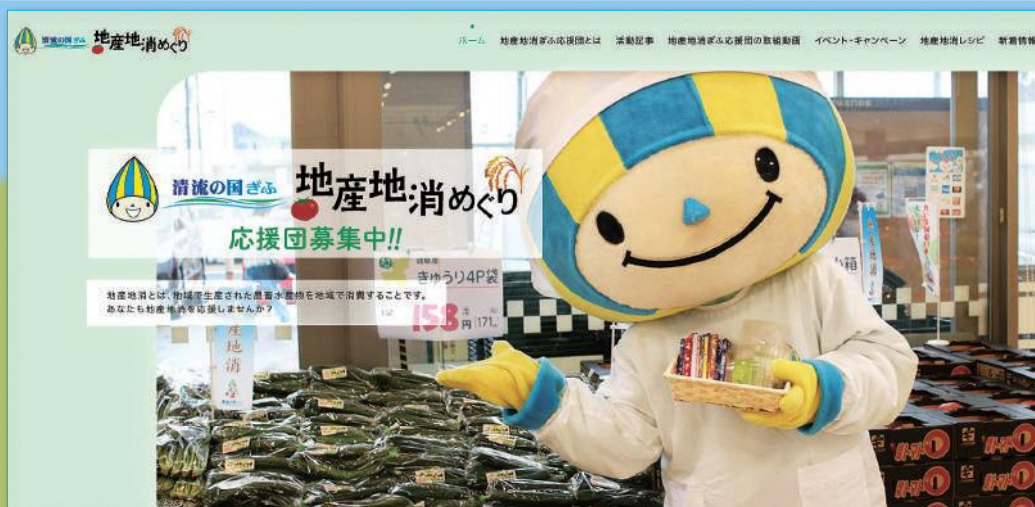 清流の国ぎふ 地産地消めぐり
ホーム 地産地消ぎふ応援団とは 活動記事 地産地消ぎふ応援団の取組動画 イベント・キャンペーン 地産地消レシピ 新着情報
清流の国ぎふ 地産地消めぐり
応援団募集中!!
地産地消とは、地域で生産された農畜水産物を地域で消費することです。
あなたも地産地消を応援しませんか？
岐阜産
きゅうり4P袋
158円
171
産地消
小箱